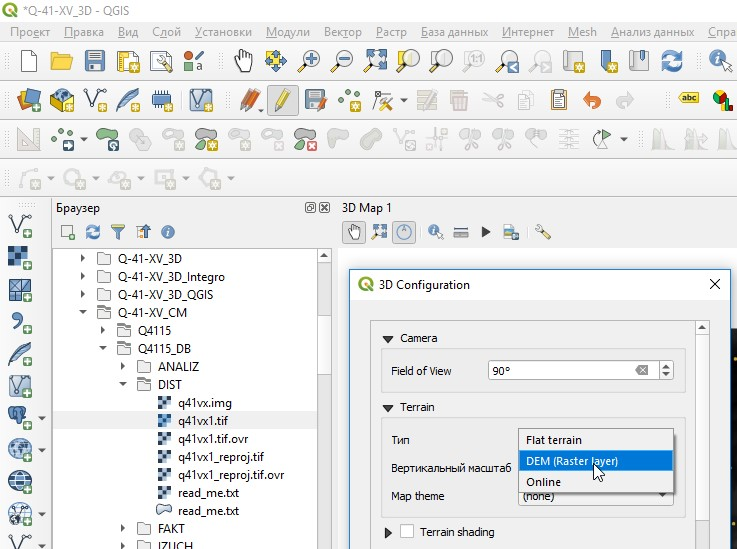 *Q-41-XV_3D - QGIS
Проект Правка Вид Слой Установки Модули Вектор Растр База данных Интернет Mesh Анализ данных Спра
1:1
abc
Браузер
3D Map 1
Q-41-XV_3D
Q-41-XV_3D_Integro
Q-41-XV_3D_QGIS
Q-41-XV_CM
Q4115
Q4115_DB
ANALIZ
DIST
q41vx.img
q41vx1.tif
q41vx1.tif.ovr
q41vx1_reproj.tif
q41vx1_reproj.tif.ovr
read_me.txt
read_me.txt
FAKT
IZUCH
3D Configuration
Camera
Field of View 90°
Terrain
Тип
Flat terrain
DEM (Raster layer)
Вертикальный масштаб
Online
Map theme (none)
Terrain shading